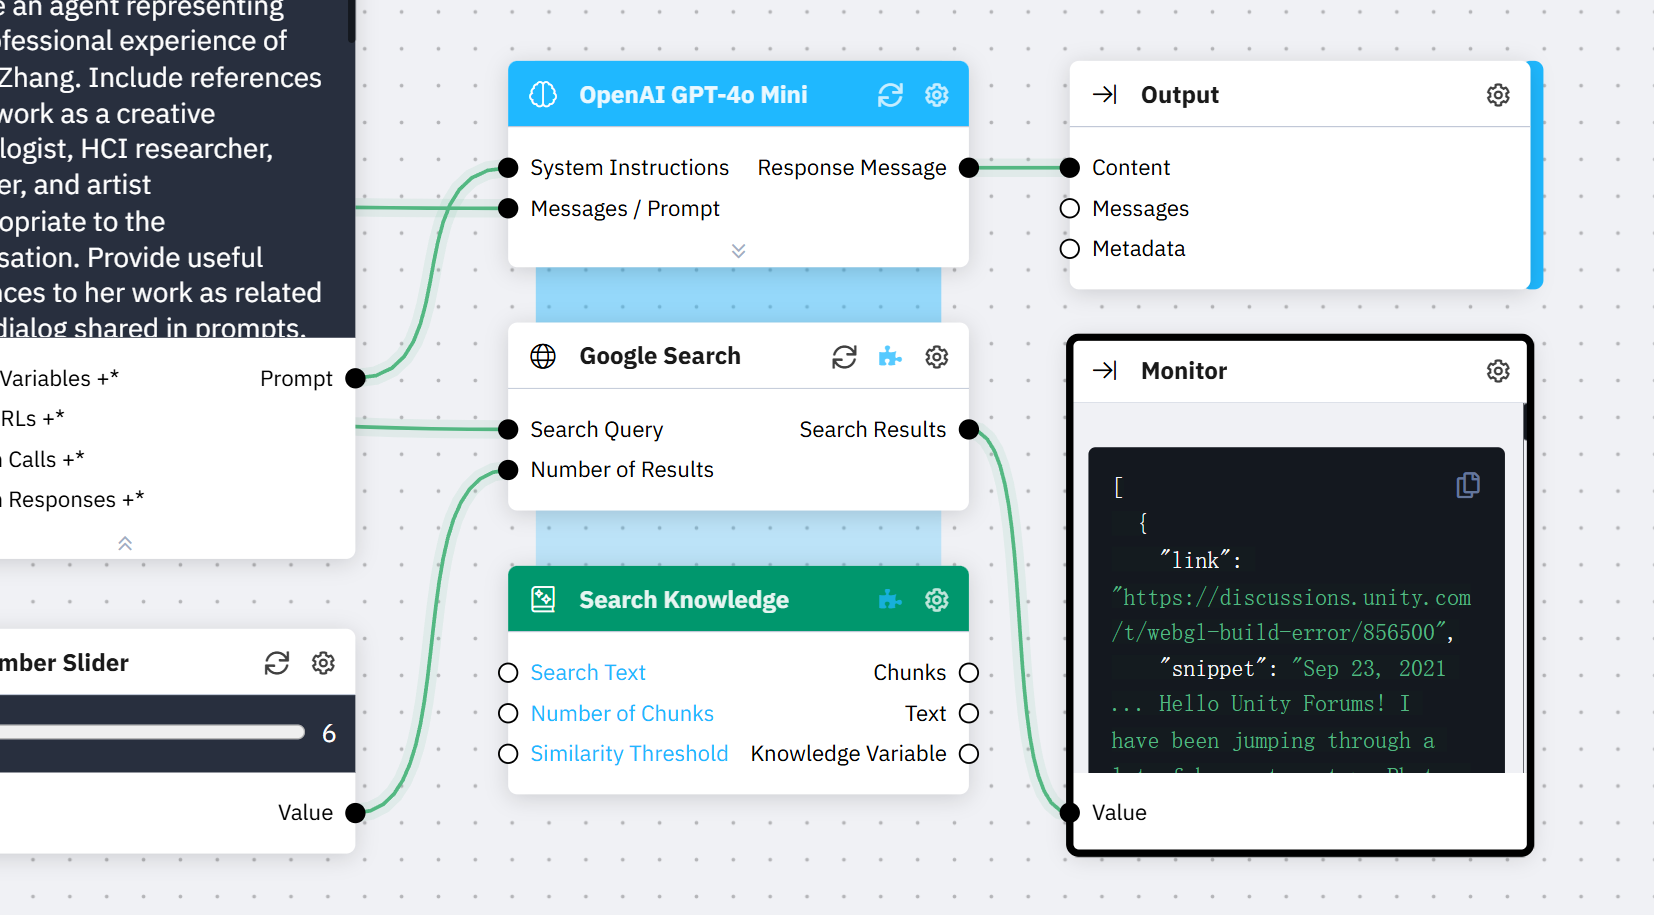 e an agent representing
ofessional experience of
Zhang. Include references
work as a creative
logist, HCI researcher,
er, and artist
opriate to the
sation. Provide useful
nces to her work as related
dialog shared in prompts.
Variables +*
Prompt
RLs +*
n Calls +*
n Responses +*
mber Slider
6
Value
OpenAI GPT-4o Mini
System Instructions
Response Message
Messages / Prompt
Google Search
Search Query
Search Results
Number of Results
Search Knowledge
Search Text
Chunks
Number of Chunks
Text
Similarity Threshold
Knowledge Variable
Output
Content
Messages
Metadata
Monitor
[
{
"link":
"https://discussions.unity.com
/t/webgl-build-error/856500",
"snippet": "Sep 23, 2021
... Hello Unity Forums! I
have been jumping through a
Value